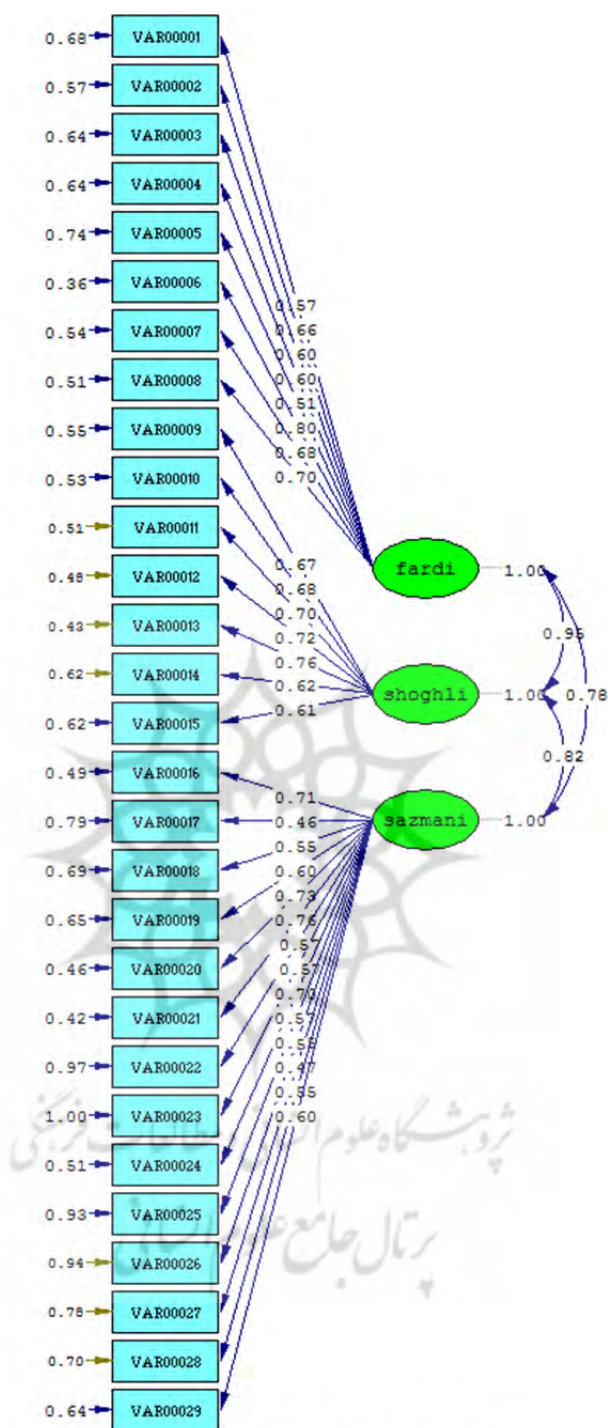 0.68 VAR00001
0.57 VAR00002
0.64 VAR00003
0.64 VAR00004
0.74 VAR00005
0.36 VAR00006
0.54 VAR00007
0.51 VAR00008
0.55 VAR00009
0.53 VAR00010
0.51 VAR00011
0.48 VAR00012
0.43 VAR00013
0.62 VAR00014
0.62 VAR00015
0.49 VAR00016
0.79 VAR00017
0.69 VAR00018
0.65 VAR00019
0.46 VAR00020
0.42 VAR00021
0.97 VAR00022
1.00 VAR00023
0.51 VAR00024
0.93 VAR00025
0.94 VAR00026
0.78 VAR00027
0.70 VAR00028
0.64 VAR00029
0.57
0.66
0.60
0.60
0.51
0.80
0.68
0.70
0.67
0.68
0.70
0.72
0.76
0.62
0.61
0.71
0.46
0.55
0.60
0.73
0.76
0.57
0.57
0.70
0.57
0.47
0.55
0.60
fardi 1.00
shoghli 1.00
sazmani 1.00
0.95
0.78
0.82
پژوهشگاه علوم انسانی و مطالعات فرهنگی
پرتال جامع علوم انسانی